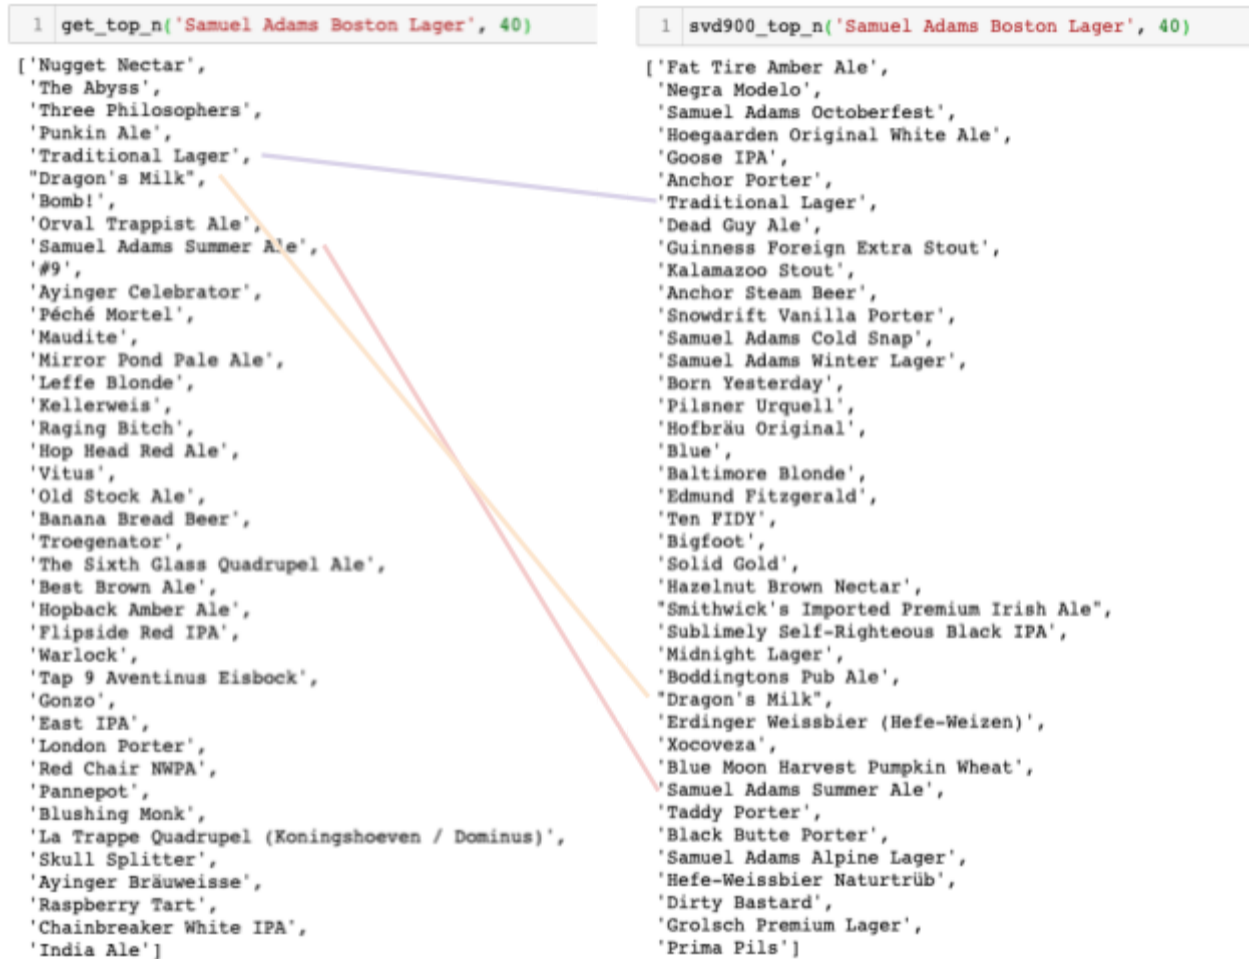 1 get_top_n('Samuel Adams Boston Lager', 40)
['Nugget Nectar',
'The Abyss',
'Three Philosophers',
'Punkin Ale',
'Traditional Lager',
"Dragon's Milk",
'Bomb!',
'Orval Trappist Ale',
'Samuel Adams Summer Ale',
'#9',
'Ayinger Celebrator',
'Péché Mortel',
'Maudite',
'Mirror Pond Pale Ale',
'Leffe Blonde',
'Kellerweis',
'Raging Bitch',
'Hop Head Red Ale',
'Vitus',
'Old Stock Ale',
'Banana Bread Beer',
'Troegenator',
'The Sixth Glass Quadrupel Ale',
'Best Brown Ale',
'Hopback Amber Ale',
'Flipside Red IPA',
'Warlock',
'Tap 9 Aventinus Eisbock',
'Gonzo',
'East IPA',
'London Porter',
'Red Chair NWPA',
'Pannepot',
'Blushing Monk',
'La Trappe Quadrupel (Koningshoeven / Dominus)',
'Skull Splitter',
'Ayinger Bräuweisse',
'Raspberry Tart',
'Chainbreaker White IPA',
'India Ale']
1 svd900_top_n('Samuel Adams Boston Lager', 40)
['Fat Tire Amber Ale',
'Negra Modelo',
'Samuel Adams Octoberfest',
'Hoegaarden Original White Ale',
'Goose IPA',
'Anchor Porter',
'Traditional Lager',
'Dead Guy Ale',
'Guinness Foreign Extra Stout',
'Kalamazoo Stout',
'Anchor Steam Beer',
'Snowdrift Vanilla Porter',
'Samuel Adams Cold Snap',
'Samuel Adams Winter Lager',
'Born Yesterday',
'Pilsner Urquell',
'Hofbräu Original',
'Blue',
'Baltimore Blonde',
'Edmund Fitzgerald',
'Ten FIDY',
'Bigfoot',
'Solid Gold',
'Hazelnut Brown Nectar',
"Smithwick's Imported Premium Irish Ale",
'Sublimely Self-Righteous Black IPA',
'Midnight Lager',
'Boddingtons Pub Ale',
"Dragon's Milk",
'Erdinger Weissbier (Hefe-Weizen)',
'Xocoveza',
'Blue Moon Harvest Pumpkin Wheat',
'Samuel Adams Summer Ale',
'Taddy Porter',
'Black Butte Porter',
'Samuel Adams Alpine Lager',
'Hefe-Weissbier Naturtrüb',
'Dirty Bastard',
'Grolsch Premium Lager',
'Prima Pils']